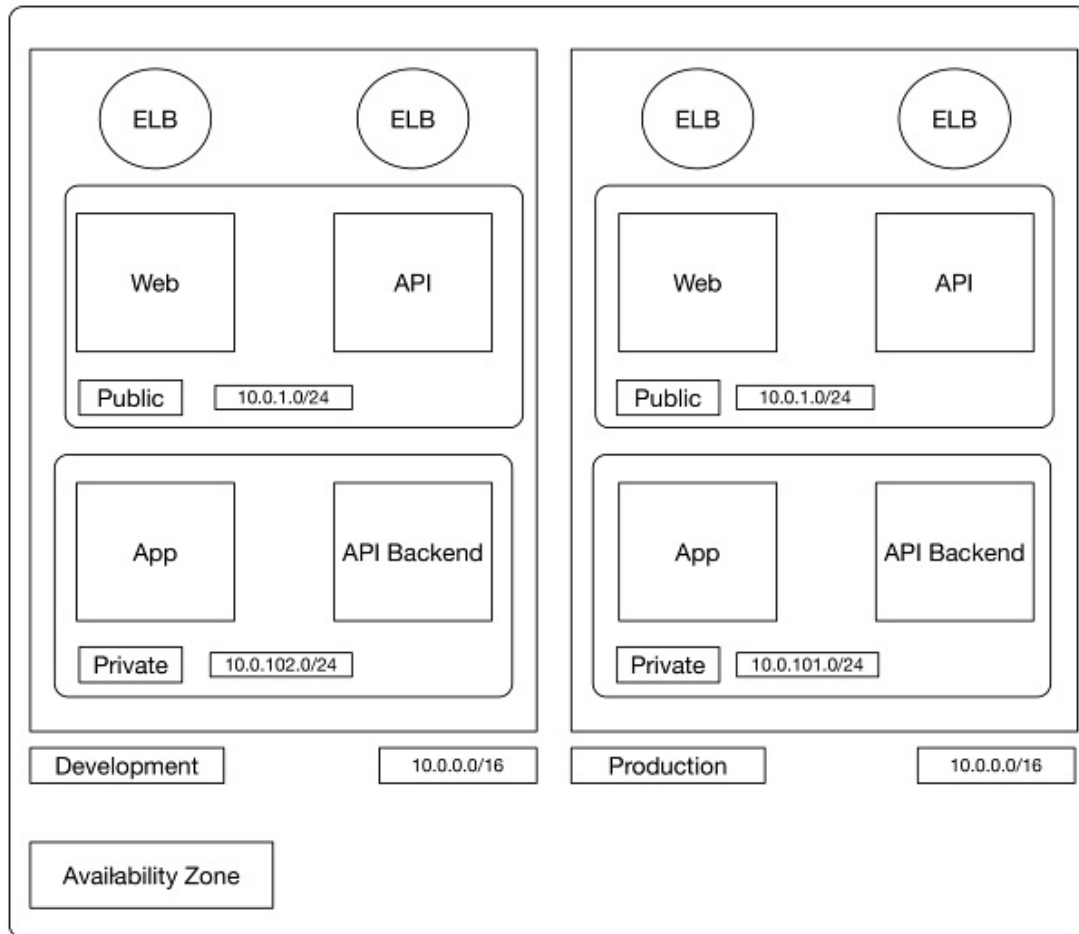 ELB
ELB
Web
API
Public
10.0.1.0/24
App
API Backend
Private
10.0.102.0/24
Development
10.0.0.0/16
ELB
ELB
Web
API
Public
10.0.1.0/24
App
API Backend
Private
10.0.101.0/24
Production
10.0.0.0/16
Availability Zone